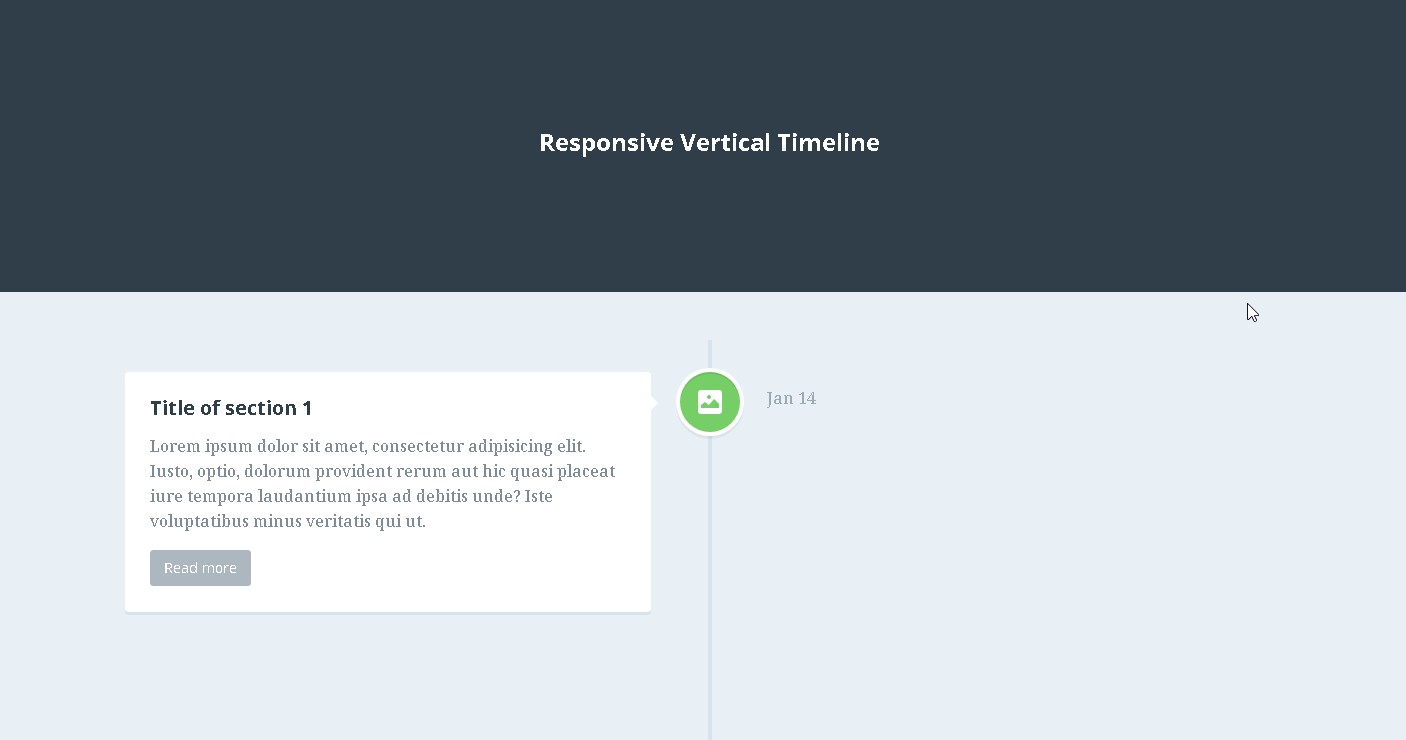 Responsive Vertical Timeline
Title of section 1
Jan 14
Lorem ipsum dolor sit amet, consectetur adipisicing elit.
Iusto, optio, dolorum provident rerum aut hic quasi placeat
iure tempora laudantium ipsa ad debitis unde? Iste
voluptatibus minus veritatis qui ut.
Read more